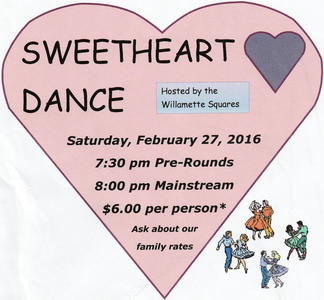 SWEETHEART
DANCE
Hosted by the
Willamette Squares
Saturday, February 27, 2016
7:30 pm Pre-Rounds
8:00 pm Mainstream
$6.00 per person*
Ask about our
family rates